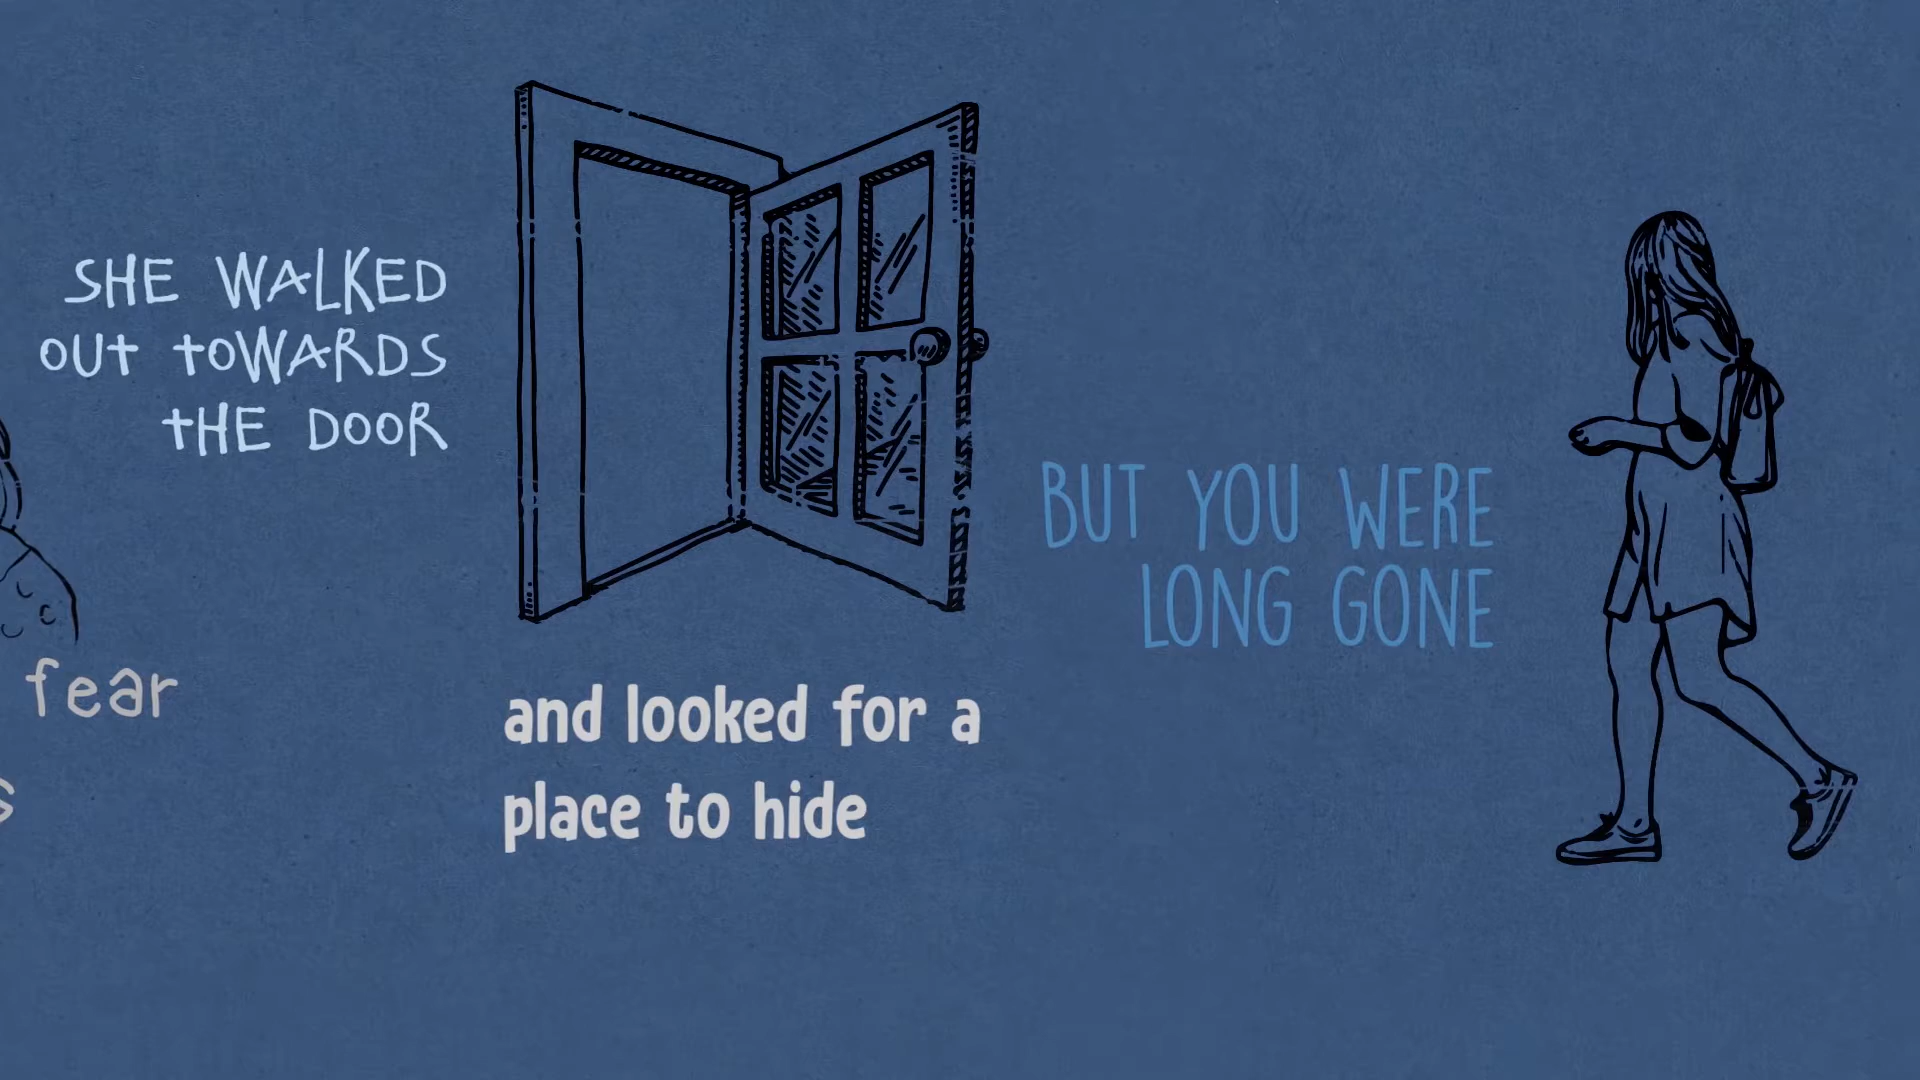 SHE WALKED
OUT TOWARDS
THE DOOR
fear
s
and looked for a
place to hide
BUT YOU WERE
LONG GONE